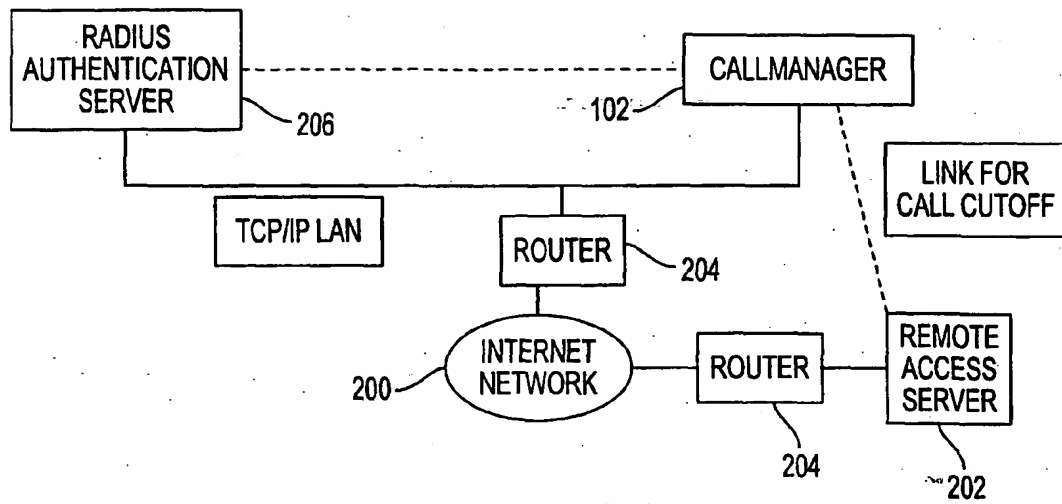 RADIUS
AUTHENTICATION
SERVER
206
CALLMANAGER
102
LINK FOR
CALL CUTOFF
TCP/IP LAN
ROUTER
204
INTERNET
NETWORK
200
ROUTER
204
REMOTE
ACCESS
SERVER
202